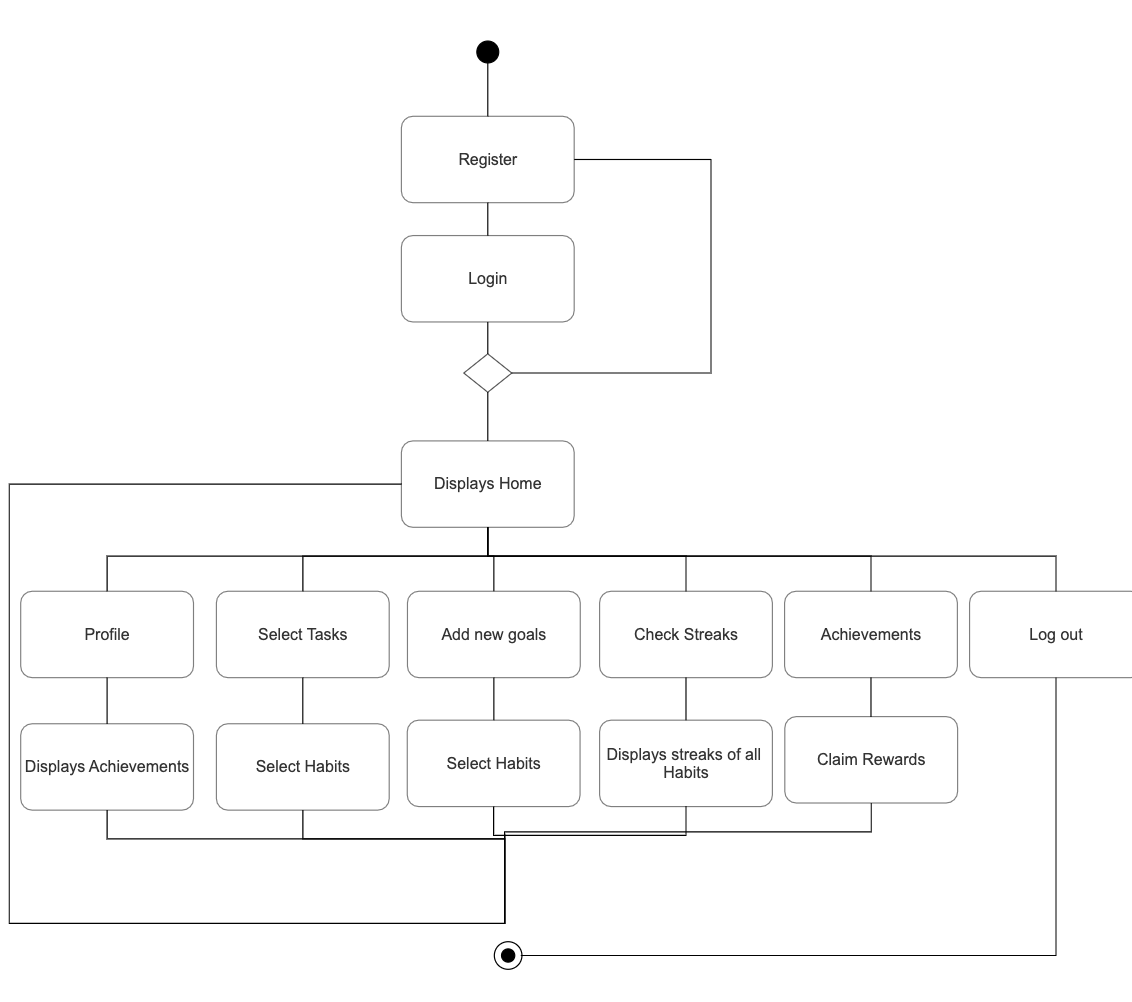 Register
Login
Displays Home
Profile
Select Tasks
Add new goals
Check Streaks
Achievements
Log out
Displays Achievements
Select Habits
Select Habits
Displays streaks of all
Habits
Claim Rewards